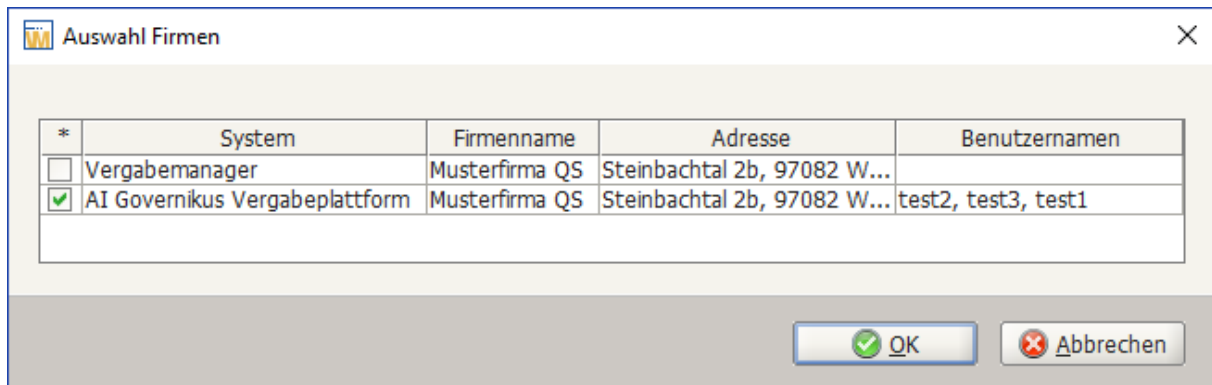 Auswahl Firmen
* System Firmenname Adresse Benutzernamen
Vergabemanager Musterfirma QS Steinbachtal 2b, 97082 W...
AI Governikus Vergabeplattform Musterfirma QS Steinbachtal 2b, 97082 W... test2, test3, test1
OK Abbrechen